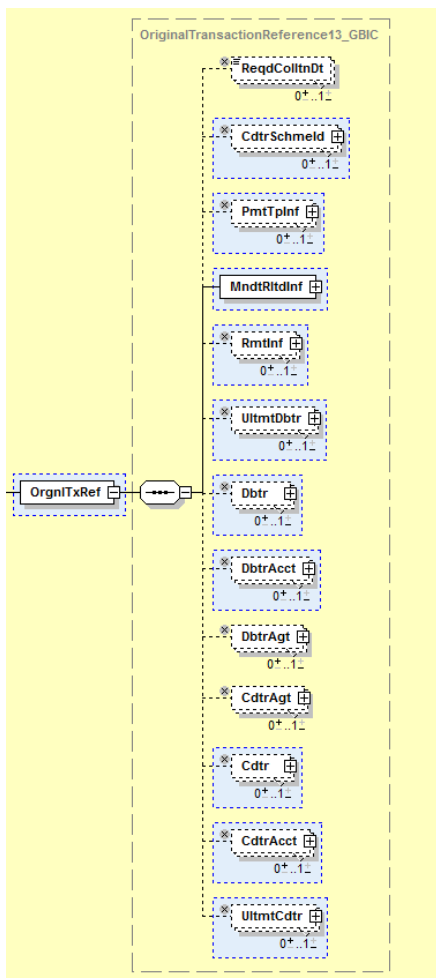 OriginalTransactionReference13_GBIC
ReqdColltnDt
0..1
CdtrSchmeId
0..1
PmtTpInf
0..1
MndtRltdInf
RmtInf
0..1
UltmtDbtr
0..1
OrgnlTxRef
Dbtr
0..1
DbtrAcct
0..1
DbtrAgt
0..1
CdtrAgt
0..1
Cdtr
0..1
CdtrAcct
0..1
UltmtCdtr
0..1